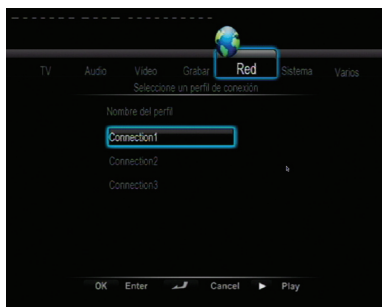 TV Audio Vídeo Grabar Red Sistema Varios
Seleccione un perfil de conexión
Nombre del perfil
Connection1
Connection2
Connection3
OK Enter Cancel Play